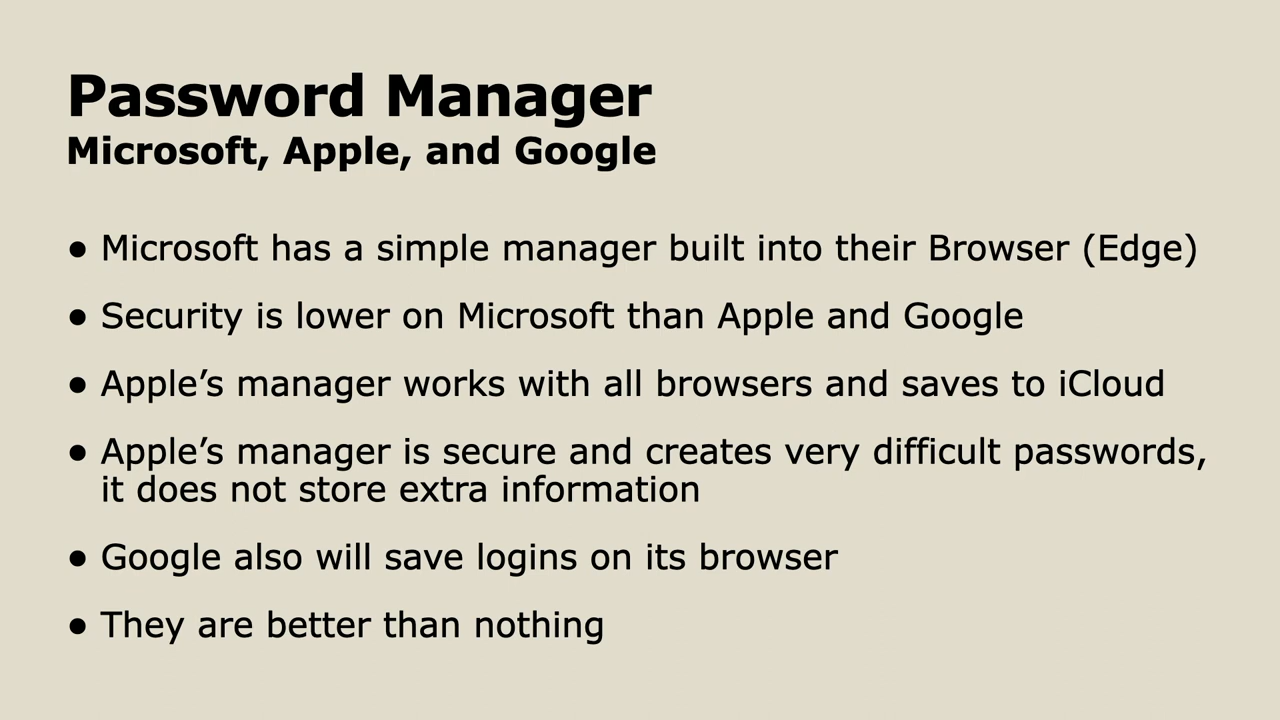 Password Manager
Microsoft, Apple, and Google
● Microsoft has a simple manager built into their Browser (Edge)
● Security is lower on Microsoft than Apple and Google
● Apple’s manager works with all browsers and saves to iCloud
● Apple’s manager is secure and creates very difficult passwords,
it does not store extra information
● Google also will save logins on its browser
● They are better than nothing